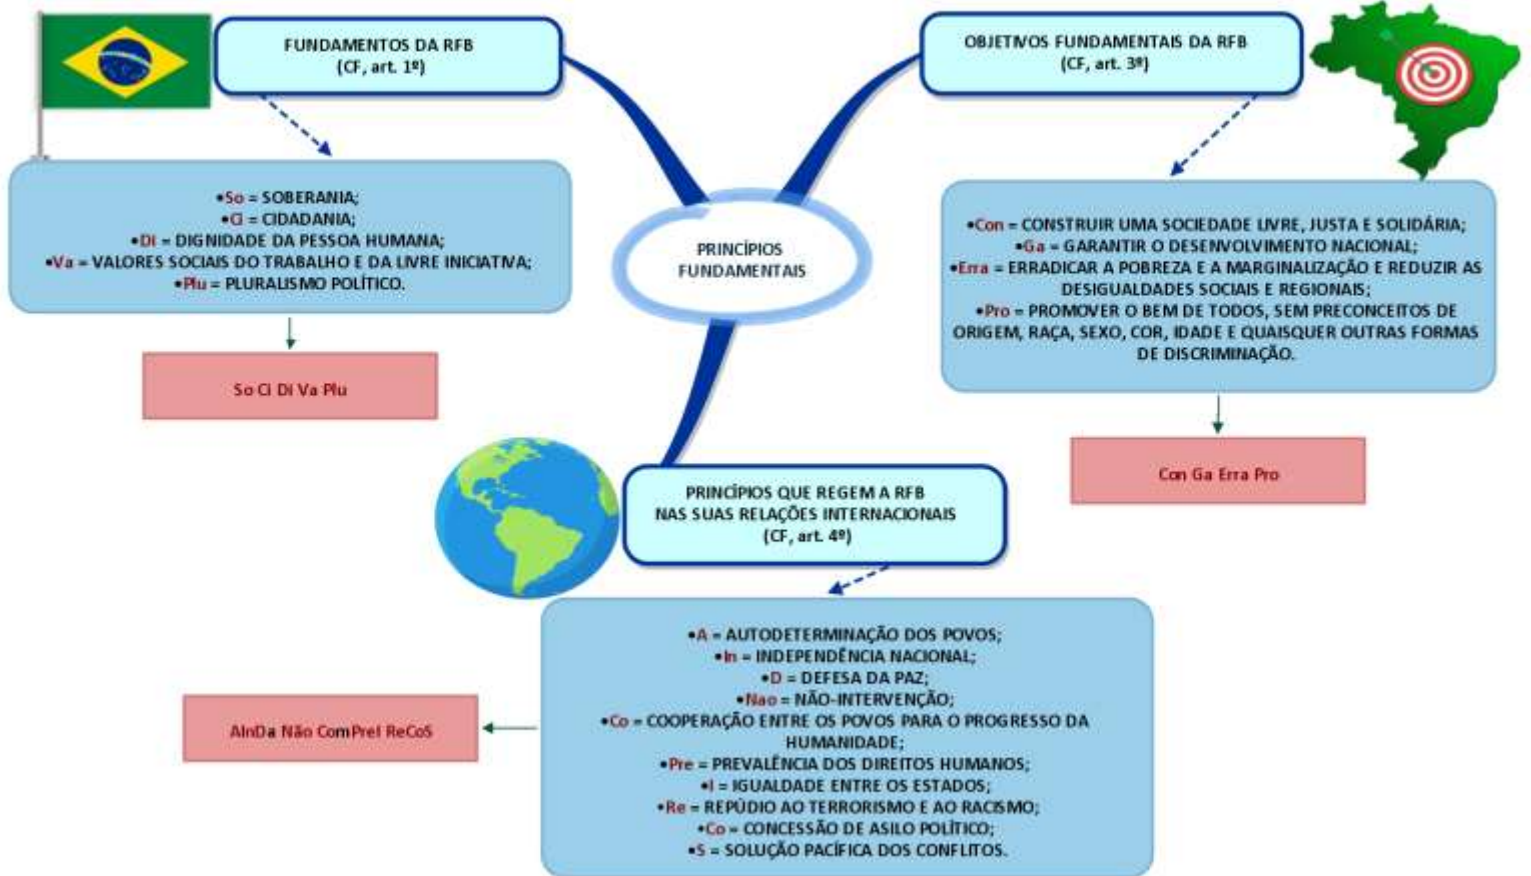 FUNDAMENTOS DA RFB
(CF, art. 1º)
•So = SOBERANIA;
•Ci = CIDADANIA;
•Di = DIGNIDADE DA PESSOA HUMANA;
•Va = VALORES SOCIAIS DO TRABALHO E DA LIVRE INICIATIVA;
•Plu = PLURALISMO POLÍTICO.
So Ci Di Va Plu
OBJETIVOS FUNDAMENTAIS DA RFB
(CF, art. 3º)
•Con = CONSTRUIR UMA SOCIEDADE LIVRE, JUSTA E SOLIDÁRIA;
•Ga = GARANTIR O DESENVOLVIMENTO NACIONAL;
•Erra = ERRADICAR A POBREZA E A MARGINALIZAÇÃO E REDUZIR AS
DESIGUALDADES SOCIAIS E REGIONAIS;
•Pro = PROMOVER O BEM DE TODOS, SEM PRECONCEITOS DE
ORIGEM, RAÇA, SEXO, COR, IDADE E QUAISQUER OUTRAS FORMAS
DE DISCRIMINAÇÃO.
Con Ga Erra Pro
PRINCÍPIOS
FUNDAMENTAIS
PRINCÍPIOS QUE REGEM A RFB
NAS SUAS RELAÇÕES INTERNACIONAIS
(CF, art. 4º)
•A = AUTODETERMINAÇÃO DOS POVOS;
•In = INDEPENDÊNCIA NACIONAL;
•D = DEFESA DA PAZ;
•Nao = NÃO-INTERVENÇÃO;
•Co = COOPERAÇÃO ENTRE OS POVOS PARA O PROGRESSO DA
HUMANIDADE;
•Pre = PREVALÊNCIA DOS DIREITOS HUMANOS;
•I = IGUALDADE ENTRE OS ESTADOS;
•Re = REPÚDIO AO TERRORISMO E AO RACISMO;
•Co = CONCESSÃO DE ASILO POLÍTICO;
•S = SOLUÇÃO PACÍFICA DOS CONFLITOS.
AInDa Não ComPreI ReCoS